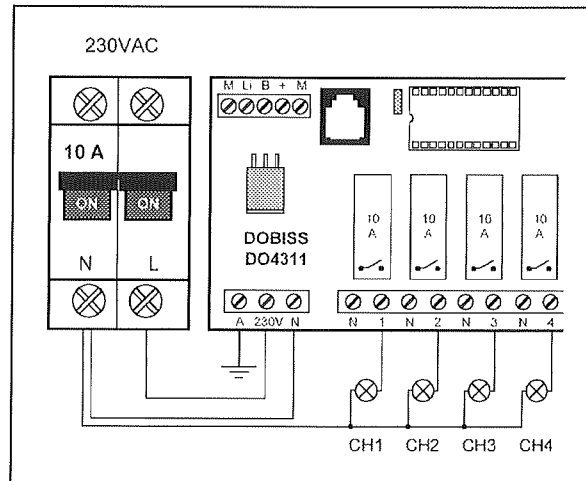 230VAC
M Li B + M
10 A
ON ON
N L
DOBISS
DO4311
10 A
10 A
10 A
10 A
A 230V N
N 1 N 2 N 3 N 4
CH1 CH2 CH3 CH4